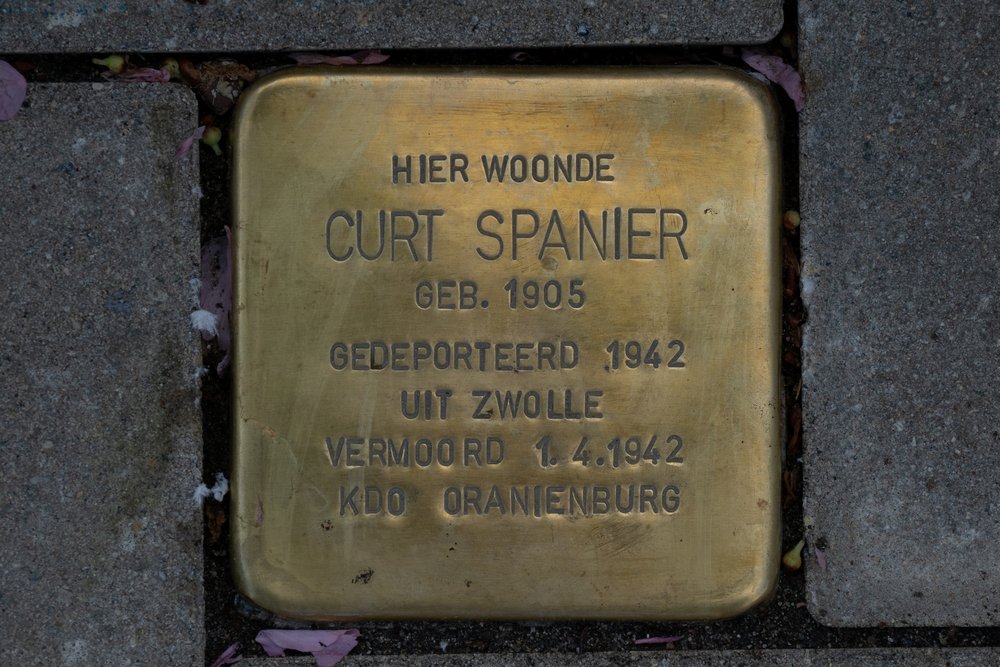 HIER WOONDE
CURT SPANIER
GEB. 1905
GEDEPORTEERD 1942
UIT ZWOLLE
VERMOORD 1.4.1942
KDO ORANIENBURG